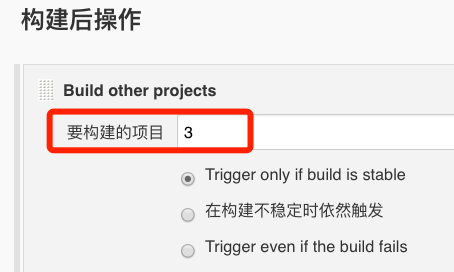 构建后操作
Build other projects
要构建的项目 3
Trigger only if build is stable
在构建不稳定时依然触发
Trigger even if the build fails